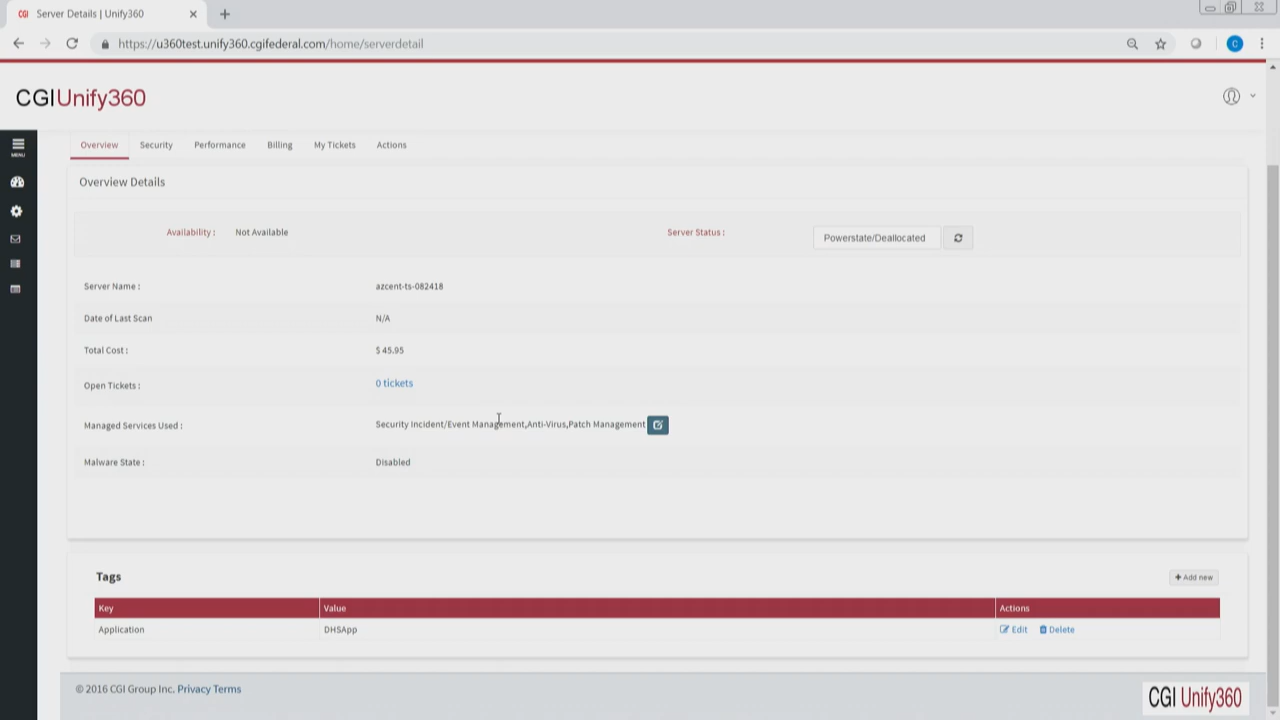 CGI Server Details | Unify360
https://u360test.unify360.cgifederal.com/home/serverdetail
C
CGIUnify360
MENU
Overview Security Performance Billing My Tickets Actions
Overview Details
Availability : Not Available Server Status : Powerstate/Deallocated
Server Name : azcent-ts-082418
Date of Last Scan N/A
Total Cost : $ 45.95
Open Tickets : 0 tickets
Managed Services Used : Security Incident/Event Management,Anti-Virus,Patch Management
Malware State : Disabled
Tags + Add new
Key Value Actions
Application DHSApp Edit Delete
© 2016 CGI Group Inc. Privacy Terms
CGI Unify360